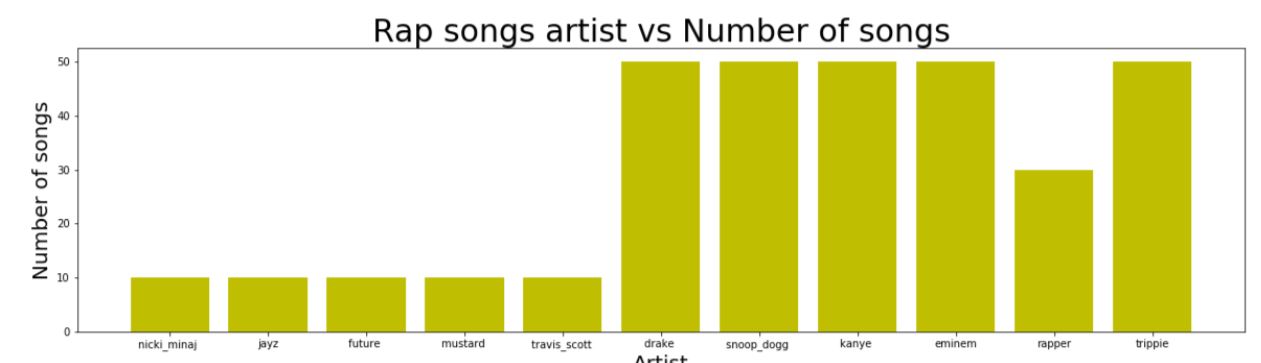 Rap songs artist vs Number of songs
Number of songs
50
40
30
20
10
0
nicki_minaj jayz future mustard travis_scott drake snoop_dogg kanye eminem rapper trippie
Artist